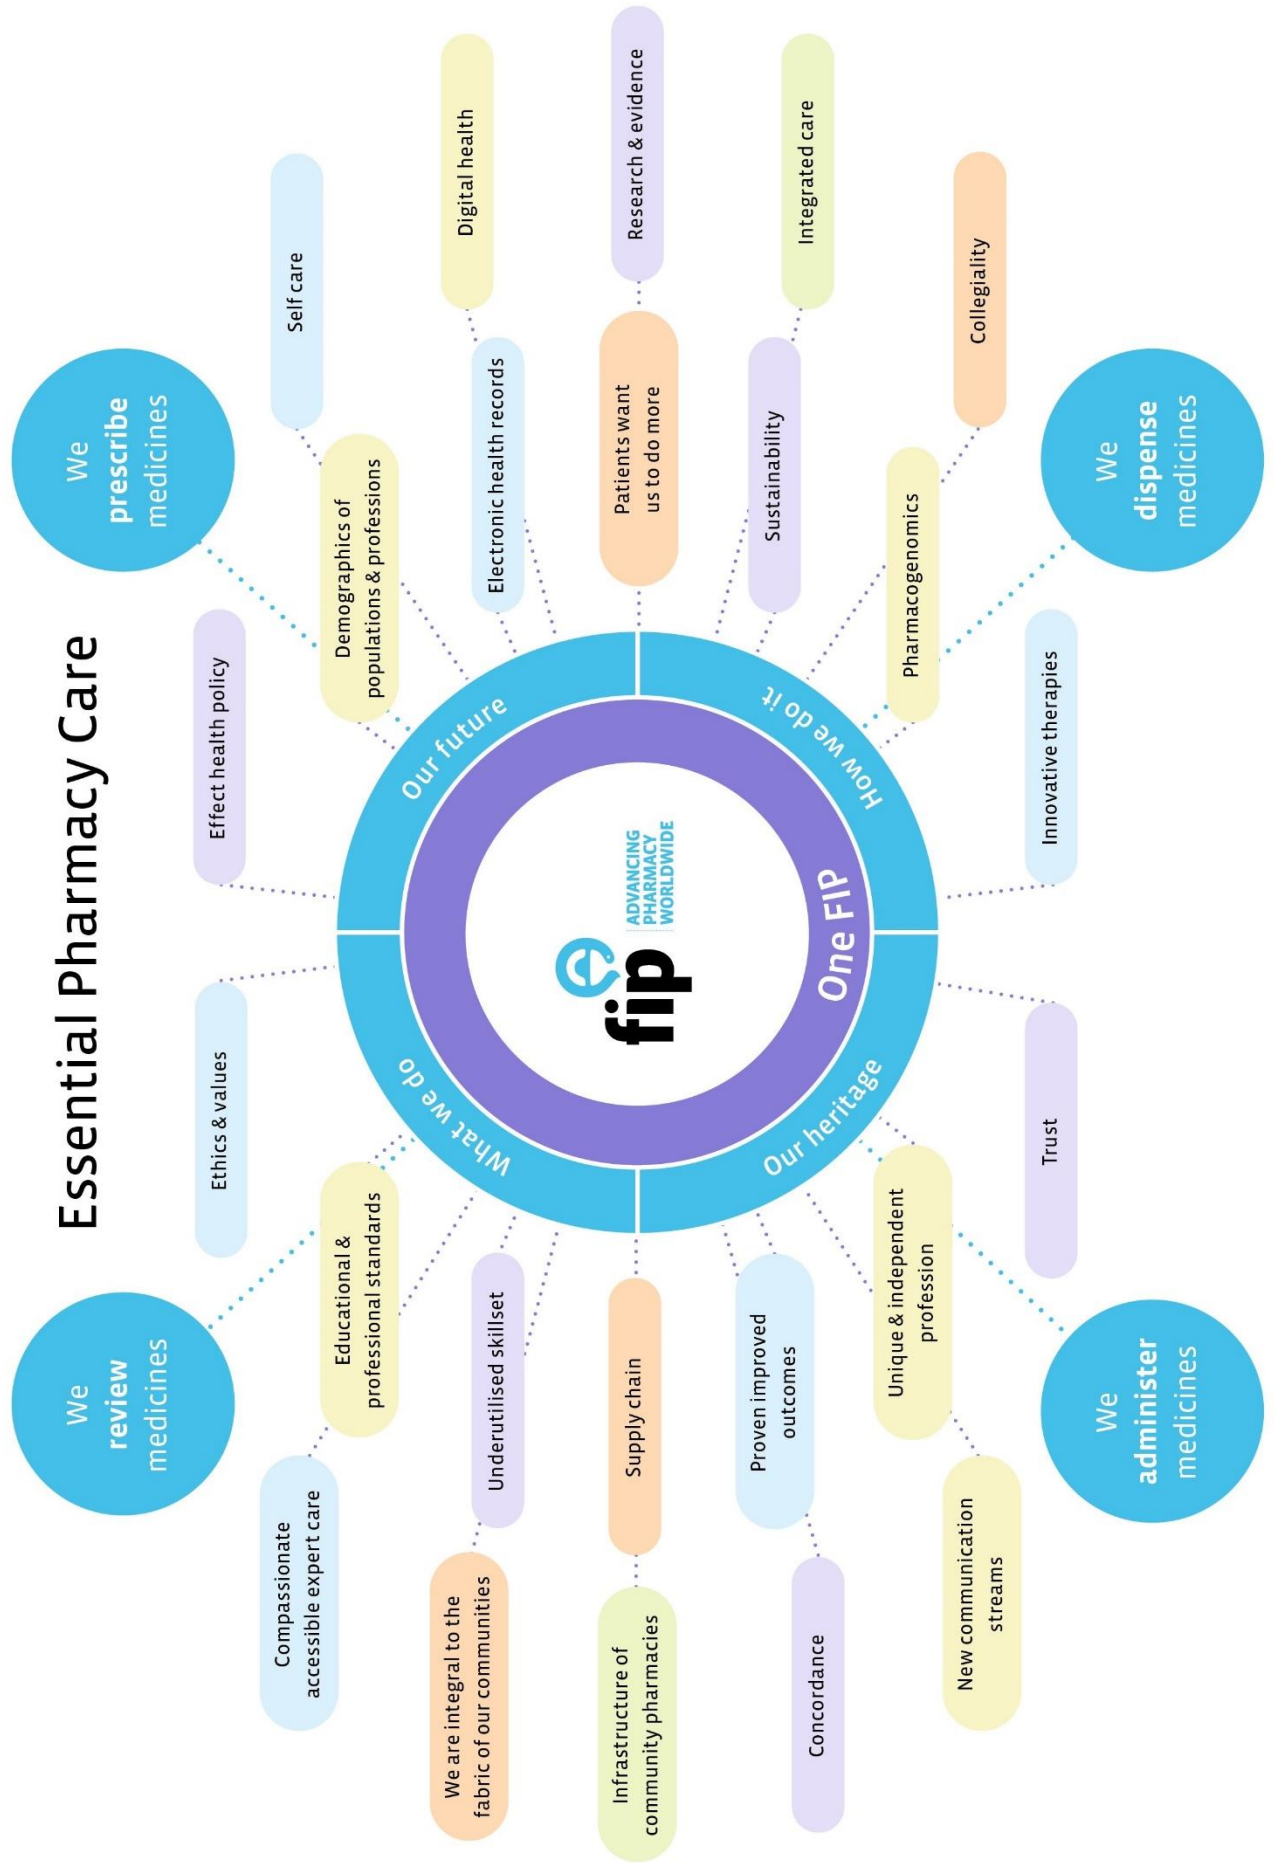 Essential Pharmacy Care
We
review
medicines
We
prescribe
medicines
Ethics & values
Effect health policy
Compassionate
accessible expert care
Educational &
professional standards
Demographics of
populations & professions
Self care
We are integral to the
fabric of our communities
Underutilised skillset
Electronic health records
Digital health
Infrastructure of
community pharmacies
Supply chain
Patients want
us to do more
Research & evidence
Concordance
Proven improved
outcomes
Sustainability
Integrated care
New communication
streams
Unique & independent
profession
Pharmacogenomics
Collegiality
Trust
Innovative therapies
We
administer
medicines
We
dispense
medicines
What we do
Our future
Our heritage
How we do it
fip
ADVANCING
PHARMACY
WORLDWIDE
One FIP